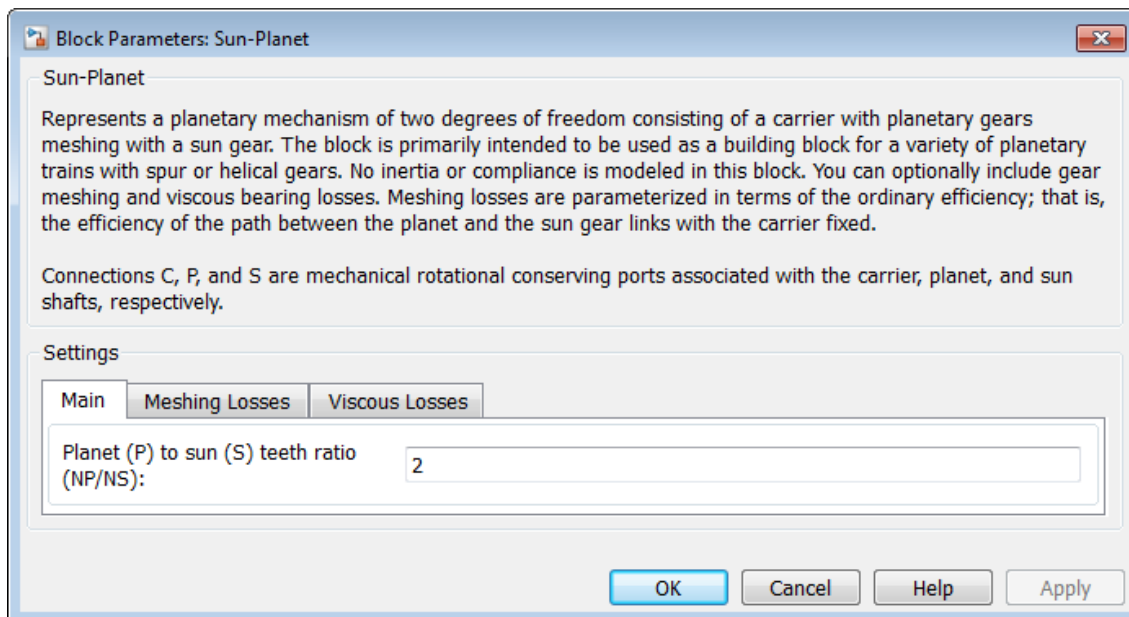 Block Parameters: Sun-Planet
Sun-Planet
Represents a planetary mechanism of two degrees of freedom consisting of a carrier with planetary gears
meshing with a sun gear. The block is primarily intended to be used as a building block for a variety of planetary
trains with spur or helical gears. No inertia or compliance is modeled in this block. You can optionally include gear
meshing and viscous bearing losses. Meshing losses are parameterized in terms of the ordinary efficiency; that is,
the efficiency of the path between the planet and the sun gear links with the carrier fixed.
Connections C, P, and S are mechanical rotational conserving ports associated with the carrier, planet, and sun
shafts, respectively.
Settings
Main Meshing Losses Viscous Losses
Planet (P) to sun (S) teeth ratio
(NP/NS):
2
OK Cancel Help Apply